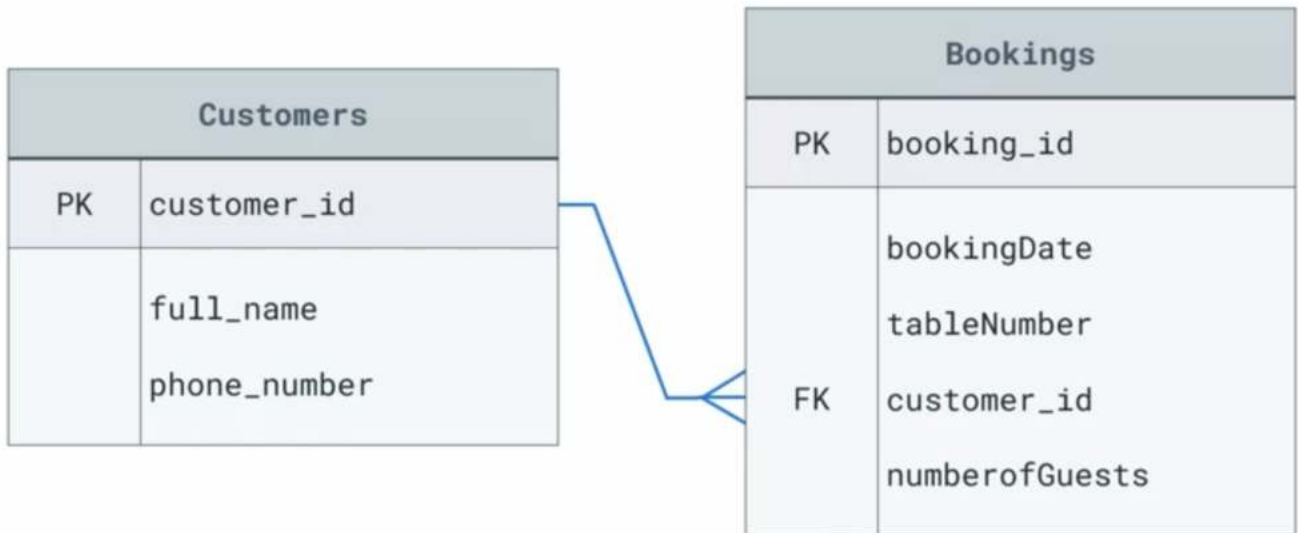 Customers
PK customer_id
full_name
phone_number
Bookings
PK booking_id
bookingDate
tableNumber
FK customer_id
numberofGuests